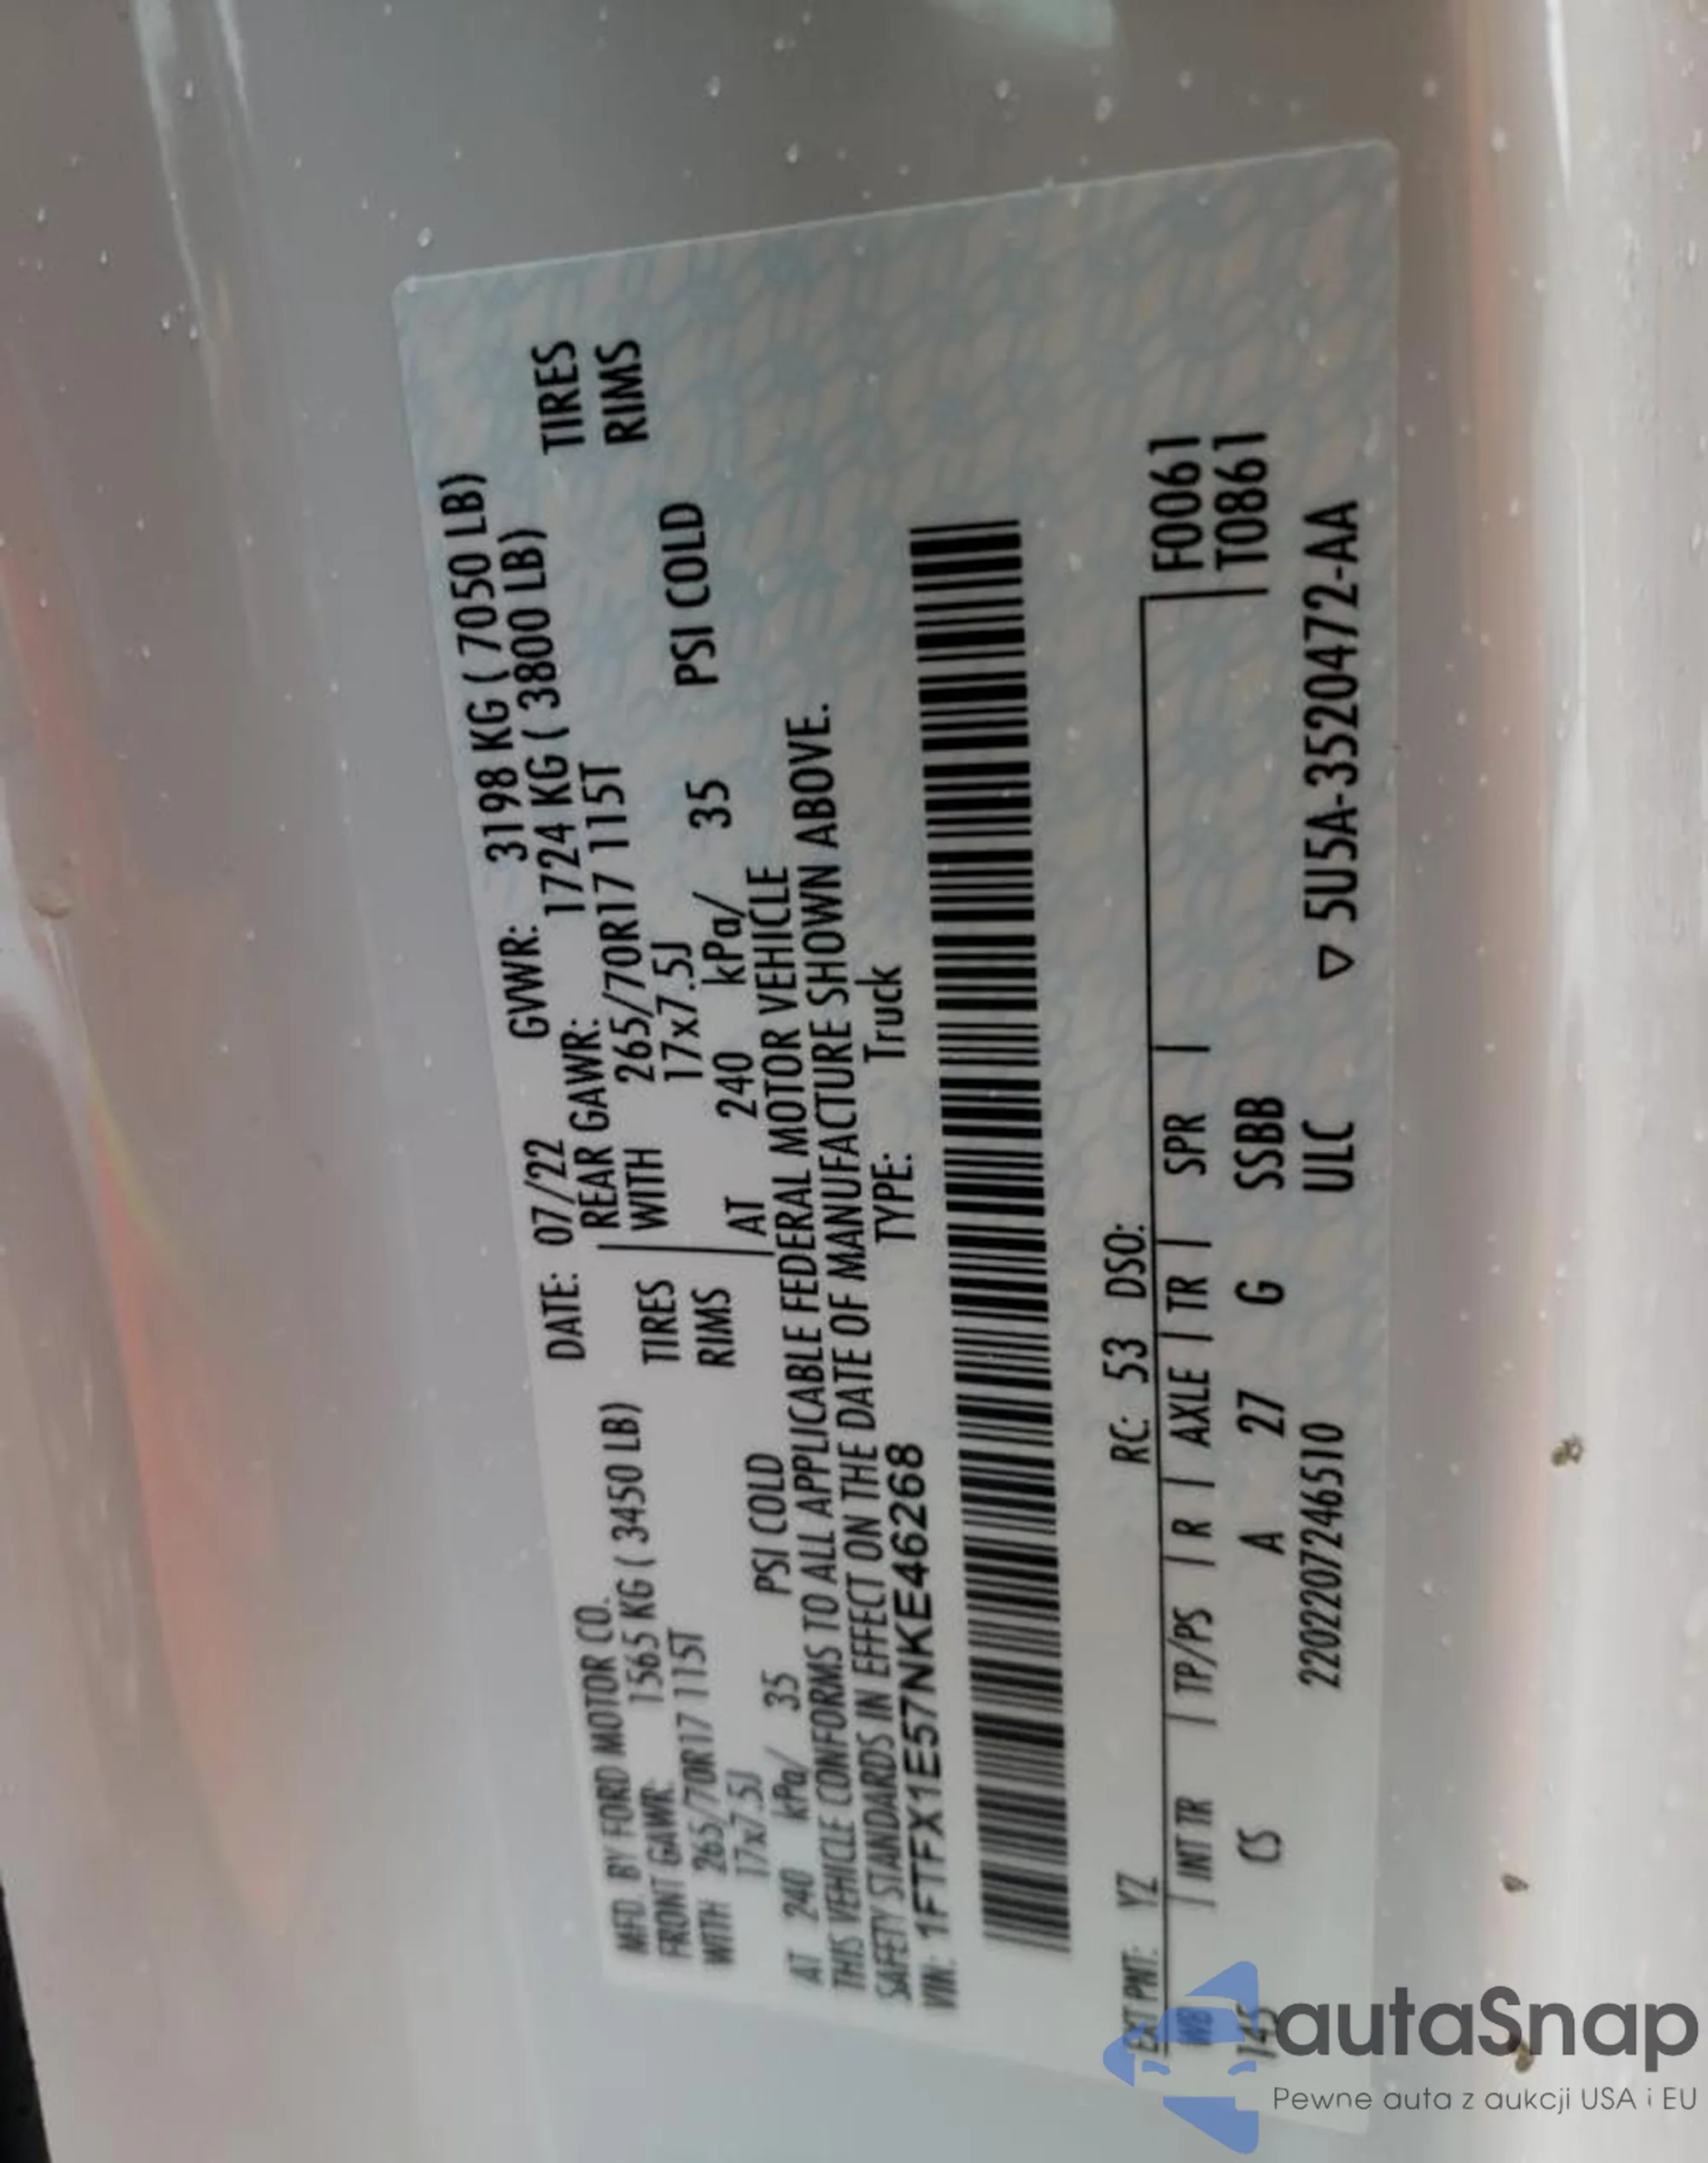 MFD. BY FORD MOTOR CO. DATE: 07/22 GVWR: 3198 KG ( 7050 LB)
FRONT GAWR: 1565 KG ( 3450 LB) REAR GAWR: 1724 KG ( 3800 LB)
WITH 265/70R17 115T TIRES WITH 265/70R17 115T TIRES
17x7.5J RIMS 17x7.5J RIMS
AT 240 kPa/ 35 PSI COLD AT 240 kPa/ 35 PSI COLD
THIS VEHICLE CONFORMS TO ALL APPLICABLE FEDERAL MOTOR VEHICLE
SAFETY STANDARDS IN EFFECT ON THE DATE OF MANUFACTURE SHOWN ABOVE.
VIN: 1FTFX1E57NKE46268 TYPE: Truck
EXT PNT: YZ RC: 53 DSO:
WB | INT TR | TP/PS | R | AXLE | TR | SPR | F0061
145 CS A 27 G SSBB T0861
220220724651O ULC ▽ 5U5A-3520472-AA
autaSnap
Pewne auta z aukcji USA i EU